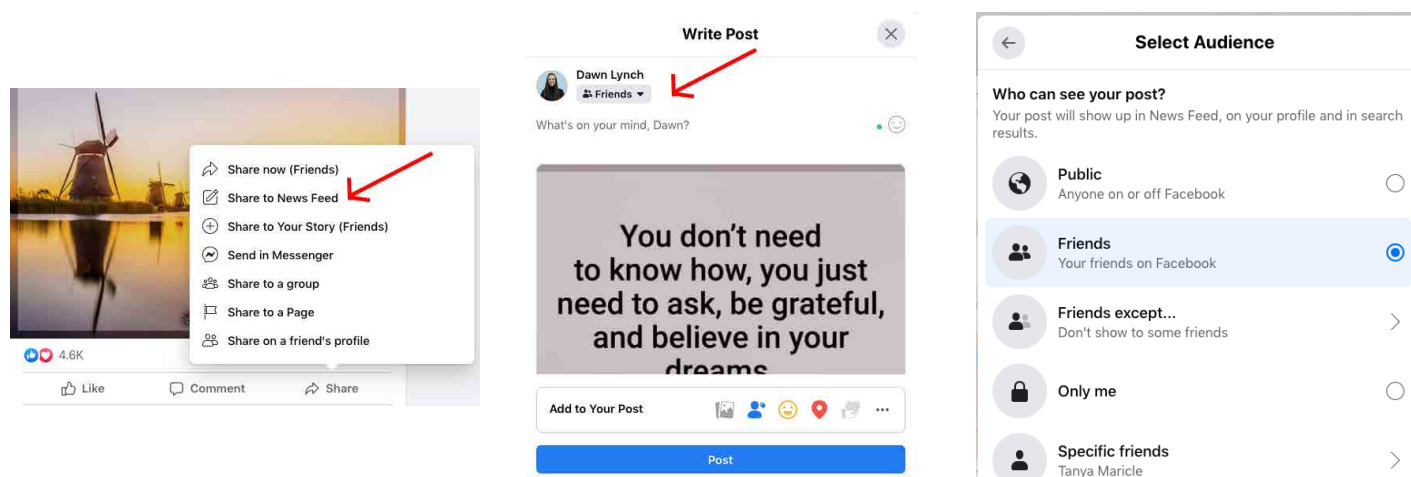 Share now (Friends)
Share to News Feed
Share to Your Story (Friends)
Send in Messenger
Share to a group
Share to a Page
Share on a friend's profile
4.6K
Like
Comment
Share
Write Post
Dawn Lynch
Friends
What's on your mind, Dawn?
You don't need
to know how, you just
need to ask, be grateful,
and believe in your
dreams
Add to Your Post
Post
Select Audience
Who can see your post?
Your post will show up in News Feed, on your profile and in search
results.
Public
Anyone on or off Facebook
Friends
Your friends on Facebook
Friends except...
Don't show to some friends
Only me
Specific friends
Tanya Maricle